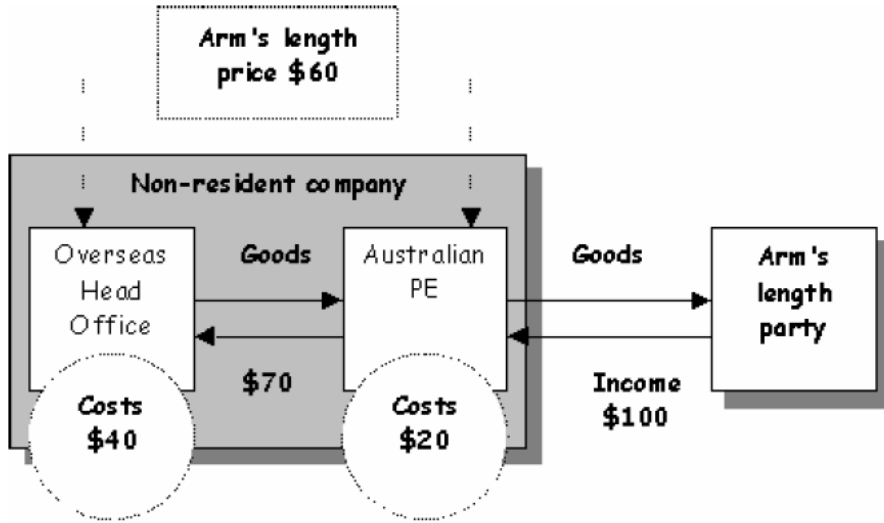 Arm's length
price $60
Non-resident company
Overseas
Head
Office
Goods
$70
Australian
PE
Goods
Income
$100
Arm's
length
party
Costs
$40
Costs
$20